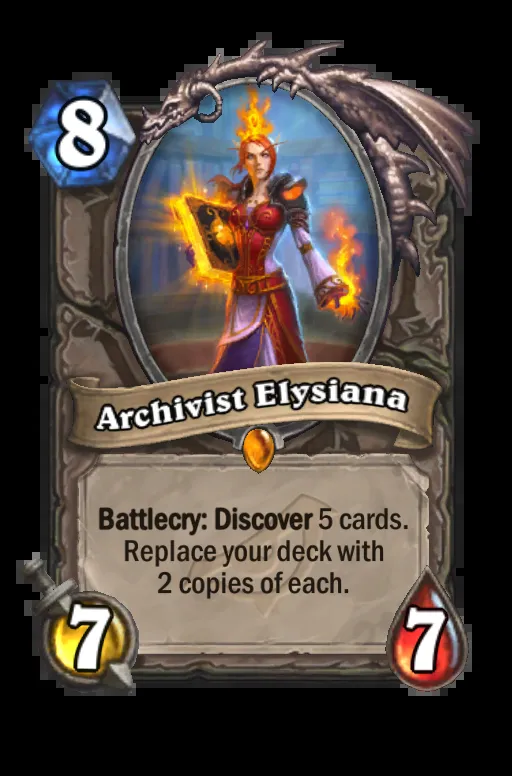 8
Archivist Elysiana
Battlecry: Discover 5 cards.
Replace your deck with
2 copies of each.
7
7